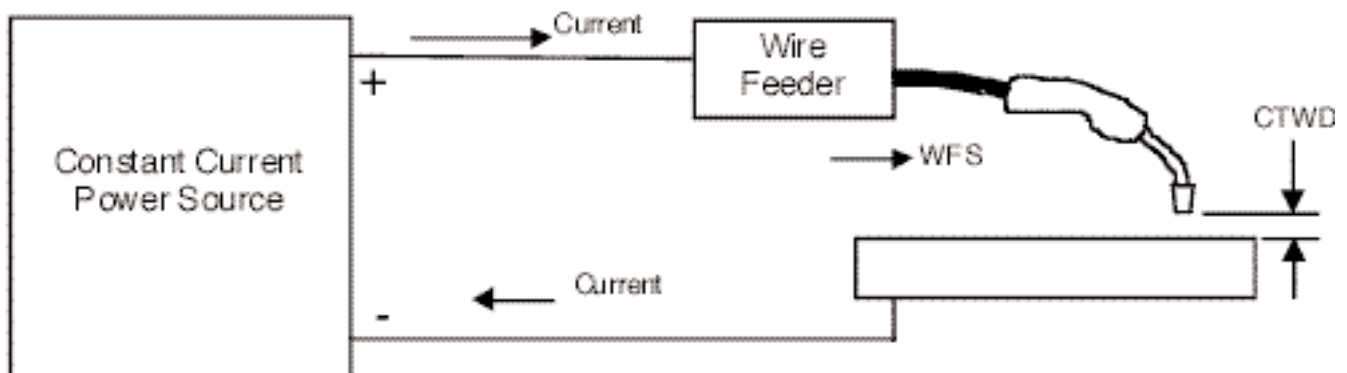 Current
+
Wire
Feeder
CTWD
Constant Current
Power Source
WFS
Current
-